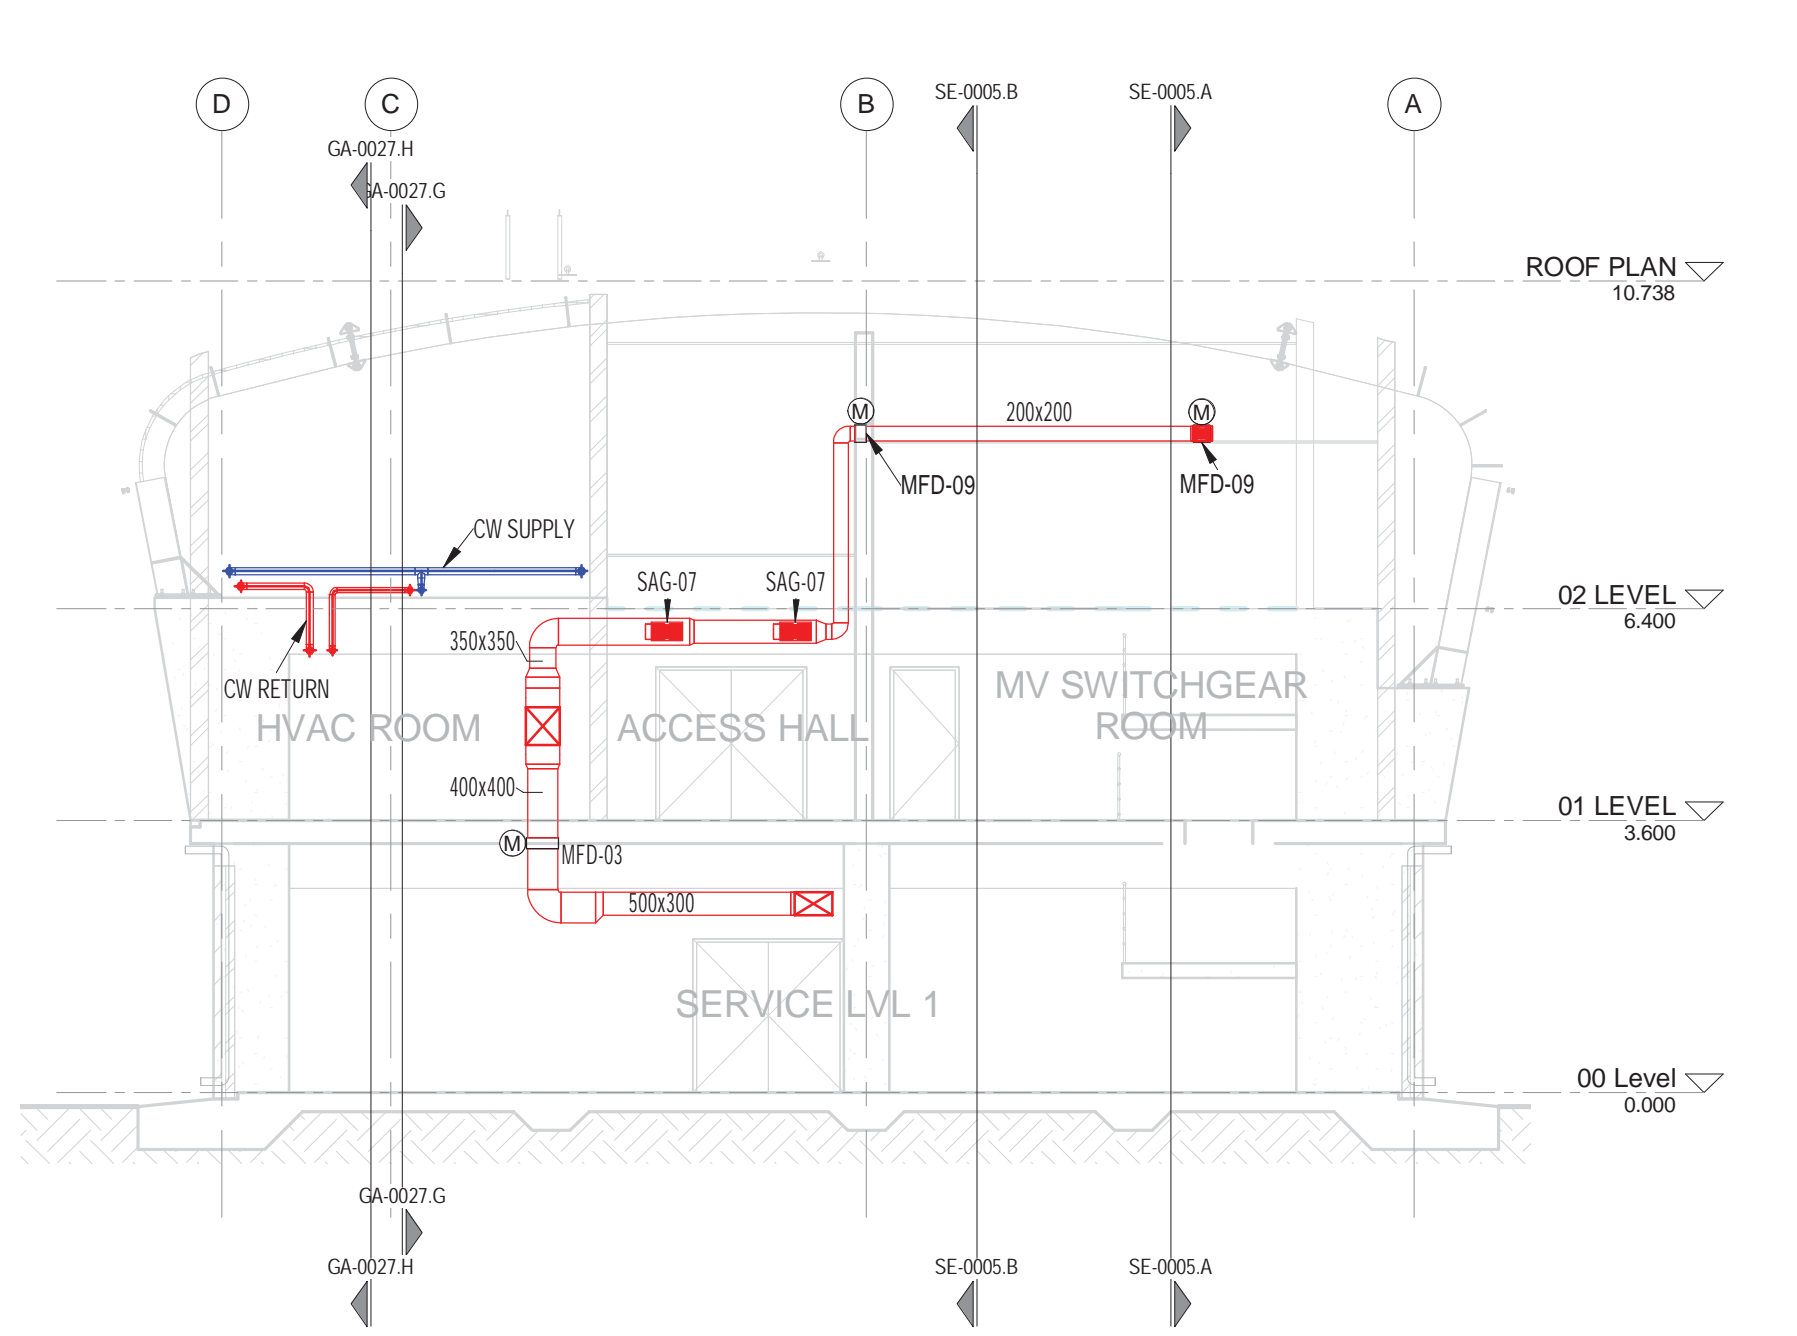 SE-0005.B
SE-0005.A
D
C
B
A
GA-0027.H
GA-0027.G
ROOF PLAN
10.738
M
200x200
M
MFD-09
MFD-09
CW SUPPLY
SAG-07
SAG-07
02 LEVEL
6.400
350x350
CW RETURN
HVAC ROOM
ACCESS HALL
MV SWITCHGEAR
ROOM
400x400
01 LEVEL
3.600
M
MFD-03
500x300
SERVICE LVL 1
00 Level
0.000
GA-0027.G
GA-0027.H
SE-0005.B
SE-0005.A